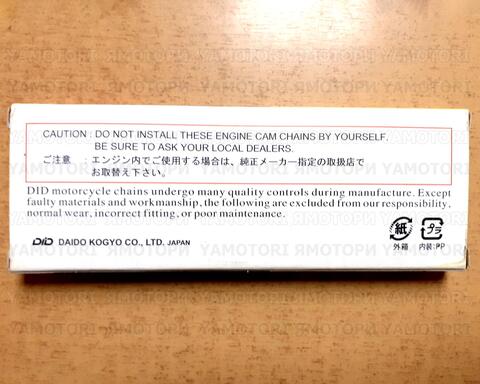 CAUTION : DO NOT INSTALL THESE ENGINE CAM CHAINS BY YOURSELF.
BE SURE TO ASK YOUR LOCAL DEALERS.
ご注意 : エンジン内でご使用する場合は、純正メーカー指定の取扱店で
お取替え下さい。
DID motorcycle chains undergo many quality controls during manufacture. Except
faulty materials and workmanship, the following are excluded from our responsibility,
normal wear, incorrect fitting, or poor maintenance.
DID DAIDO KOGYO CO., LTD. JAPAN
紙 プラ
外箱 内装:PP
YAMOTORI ЯМОТОРИ YAMOTORI ЯМОТОРИ YAMOTORI